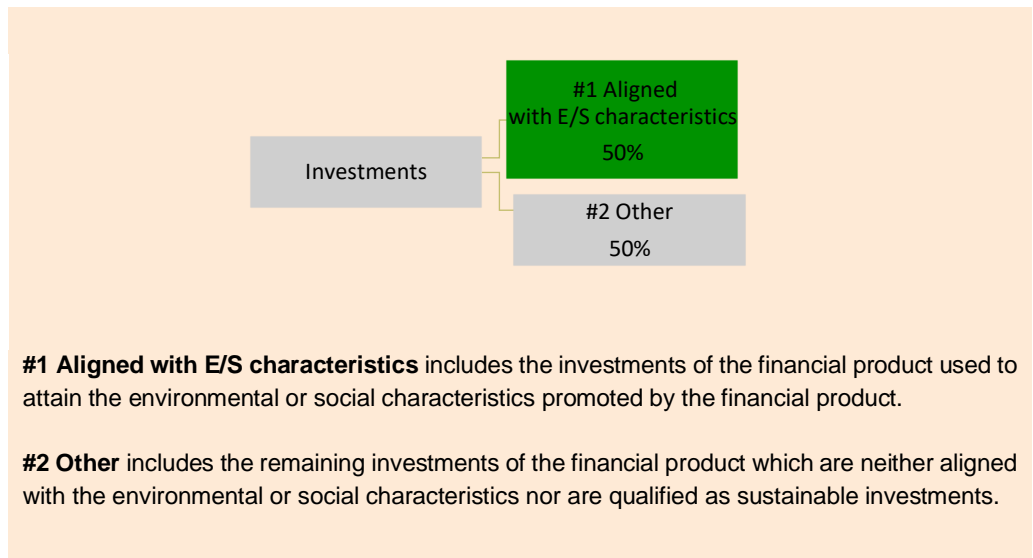 #1 Aligned
with E/S characteristics
50%
Investments
#2 Other
50%
#1 Aligned with E/S characteristics includes the investments of the financial product used to
attain the environmental or social characteristics promoted by the financial product.
#2 Other includes the remaining investments of the financial product which are neither aligned
with the environmental or social characteristics nor are qualified as sustainable investments.